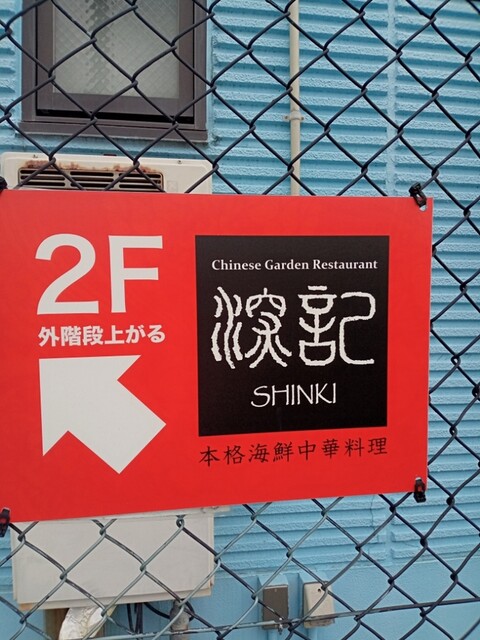 2F
外階段上がる
Chinese Garden Restaurant
深記
SHINKI
本格海鮮中華料理